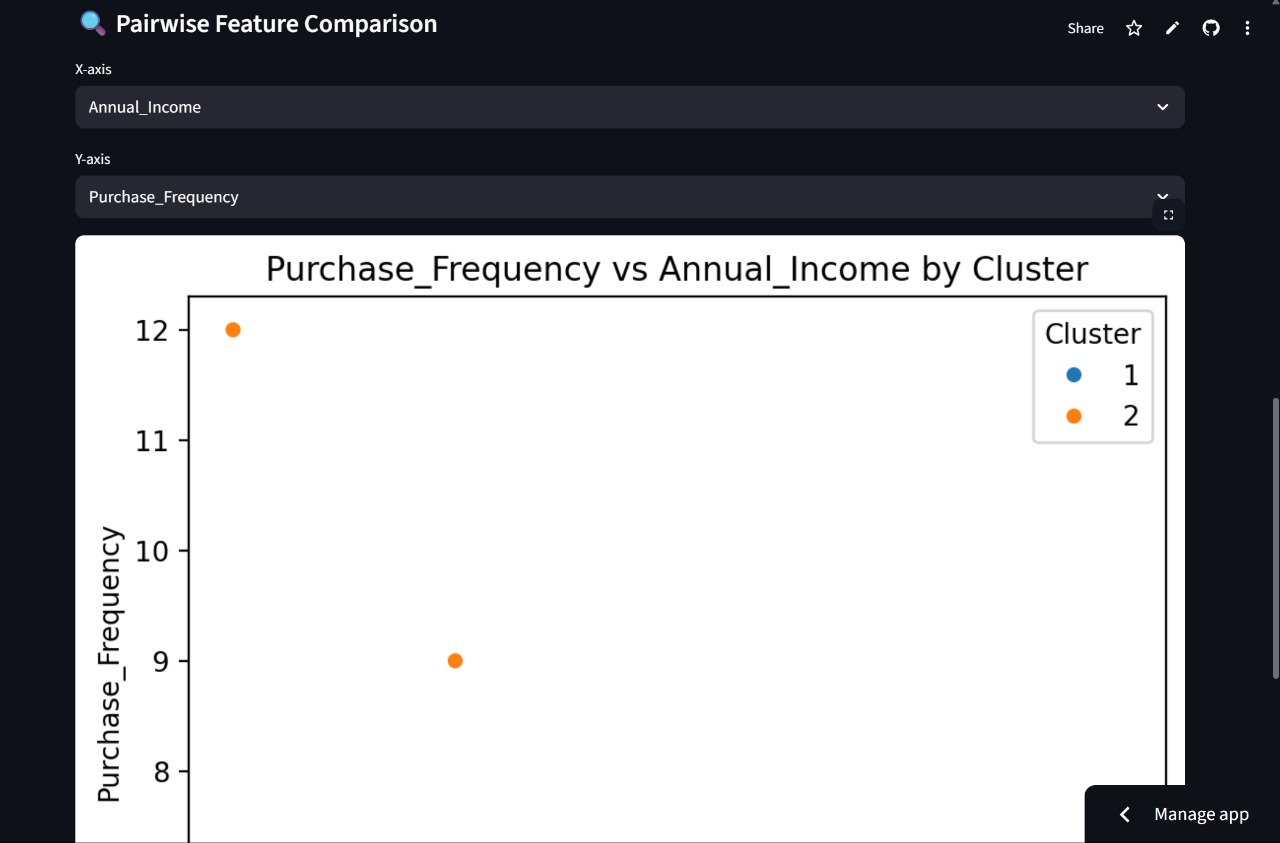 Pairwise Feature Comparison
Share
X-axis
Annual_Income
Y-axis
Purchase_Frequency
Purchase_Frequency vs Annual_Income by Cluster
Cluster
1
2
12
11
10
9
8
Purchase_Frequency
Manage app